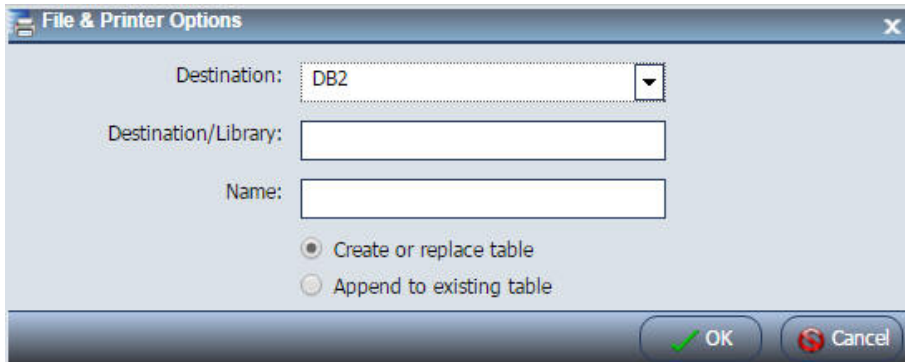 File & Printer Options
x
Destination: DB2
Destination/Library:
Name:
Create or replace table
Append to existing table
OK Cancel